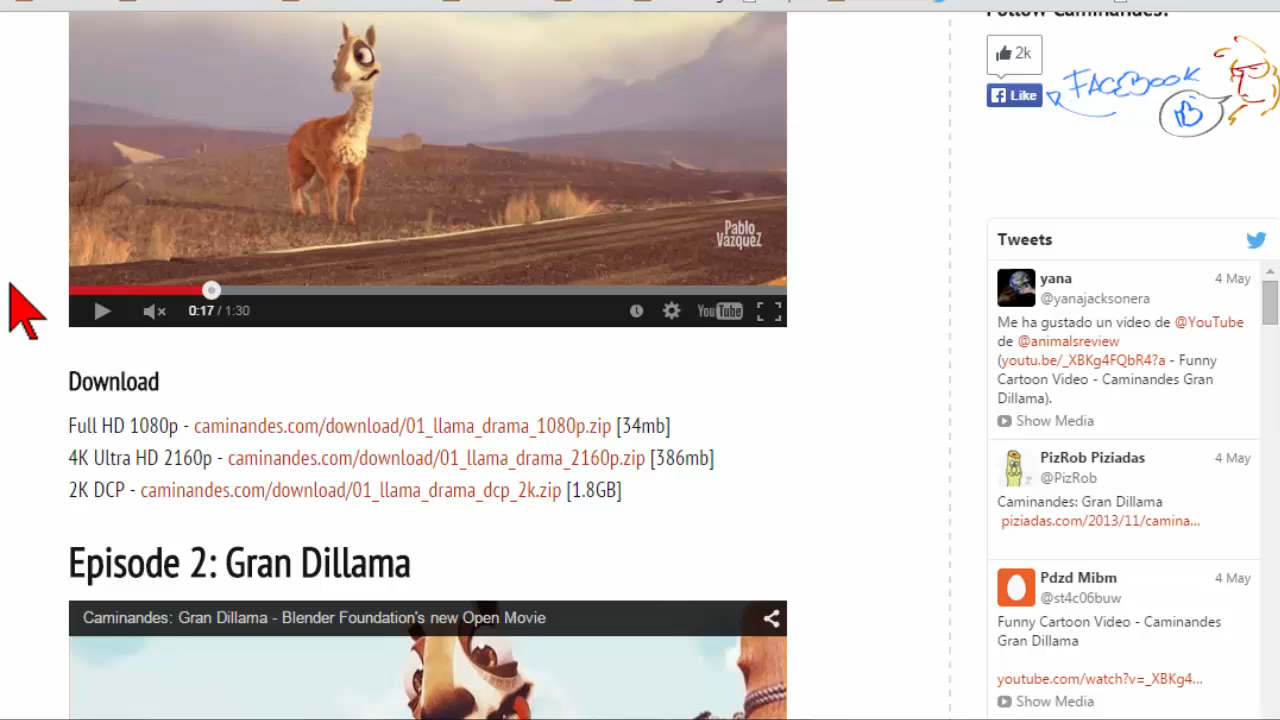 Follow Caminandes!
2k
Like
FACEBOOK
Pablo
VazqueZ
0:17 / 1:30
You Tube
Download
Full HD 1080p - caminandes.com/download/01_llama_drama_1080p.zip [34mb]
4K Ultra HD 2160p - caminandes.com/download/01_llama_drama_2160p.zip [386mb]
2K DCP - caminandes.com/download/01_llama_drama_dcp_2k.zip [1.8GB]
Episode 2: Gran Dillama
Caminandes: Gran Dillama - Blender Foundation's new Open Movie
Tweets
yana 4 May
@yanajacksonera
Me ha gustado un video de @YouTube
de @animalsreview
(youtu.be/_XBKg4FQbR4?a - Funny
Cartoon Video - Caminandes Gran
Dillama).
Show Media
PizRob Piziadas 4 May
@PizRob
Caminandes: Gran Dillama
piziadas.com/2013/11/camina...
Pdzd Mibm 4 May
@st4c06buw
Funny Cartoon Video - Caminandes
Gran Dillama
youtube.com/watch?v=_XBKg4...
Show Media